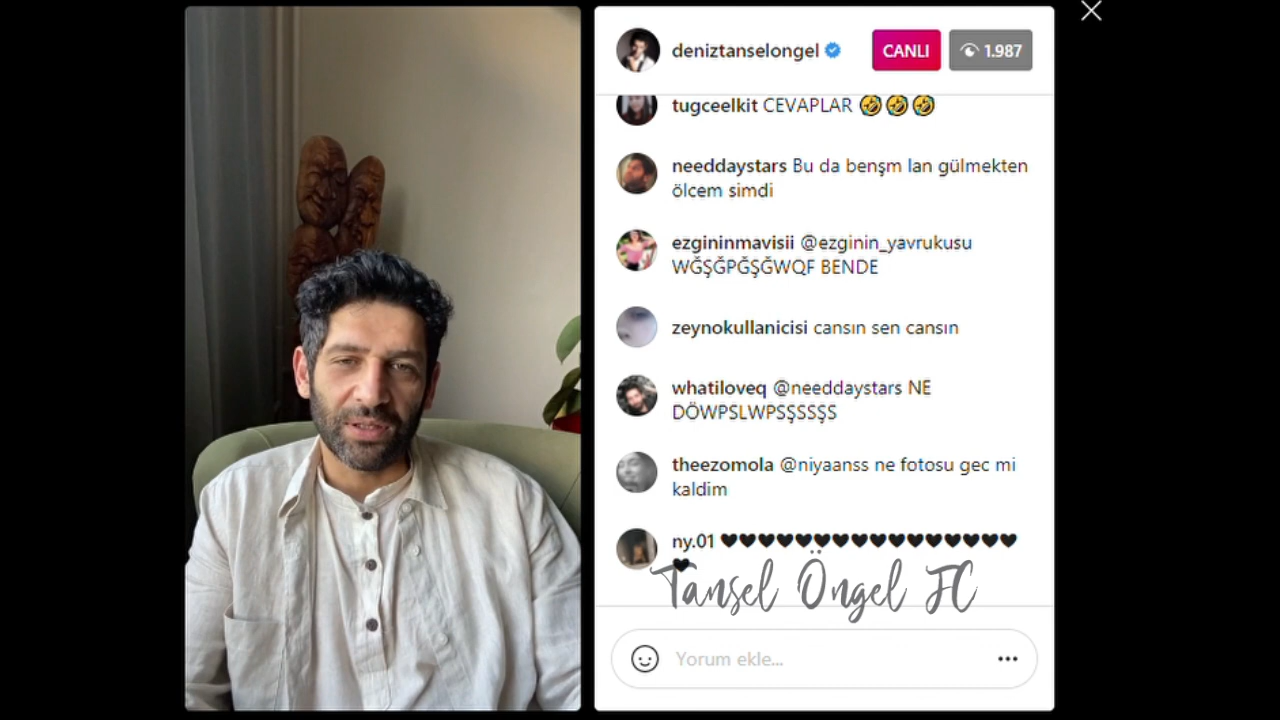 deniztanselongel CANLI 1.987
tugceelkit CEVAPLAR 🤣🤣🤣
needdaystars Bu da benşm lan gülmekten
ölcem simdi
ezgininmavisii @ezginin_yavrukusu
WĞŞĞPĞŞĞWQF BENDE
zeynokullanicisi cansın sen cansın
whatiloveq @needdaystars NE
DÖWPSLWPSŞSSŞS
theezomola @niyaanss ne fotosu gec mi
kaldim
ny.01 🖤🖤🖤🖤🖤🖤🖤🖤🖤🖤🖤🖤🖤🖤🖤🖤
🖤
Tansel Öngel FC
Yorum ekle...